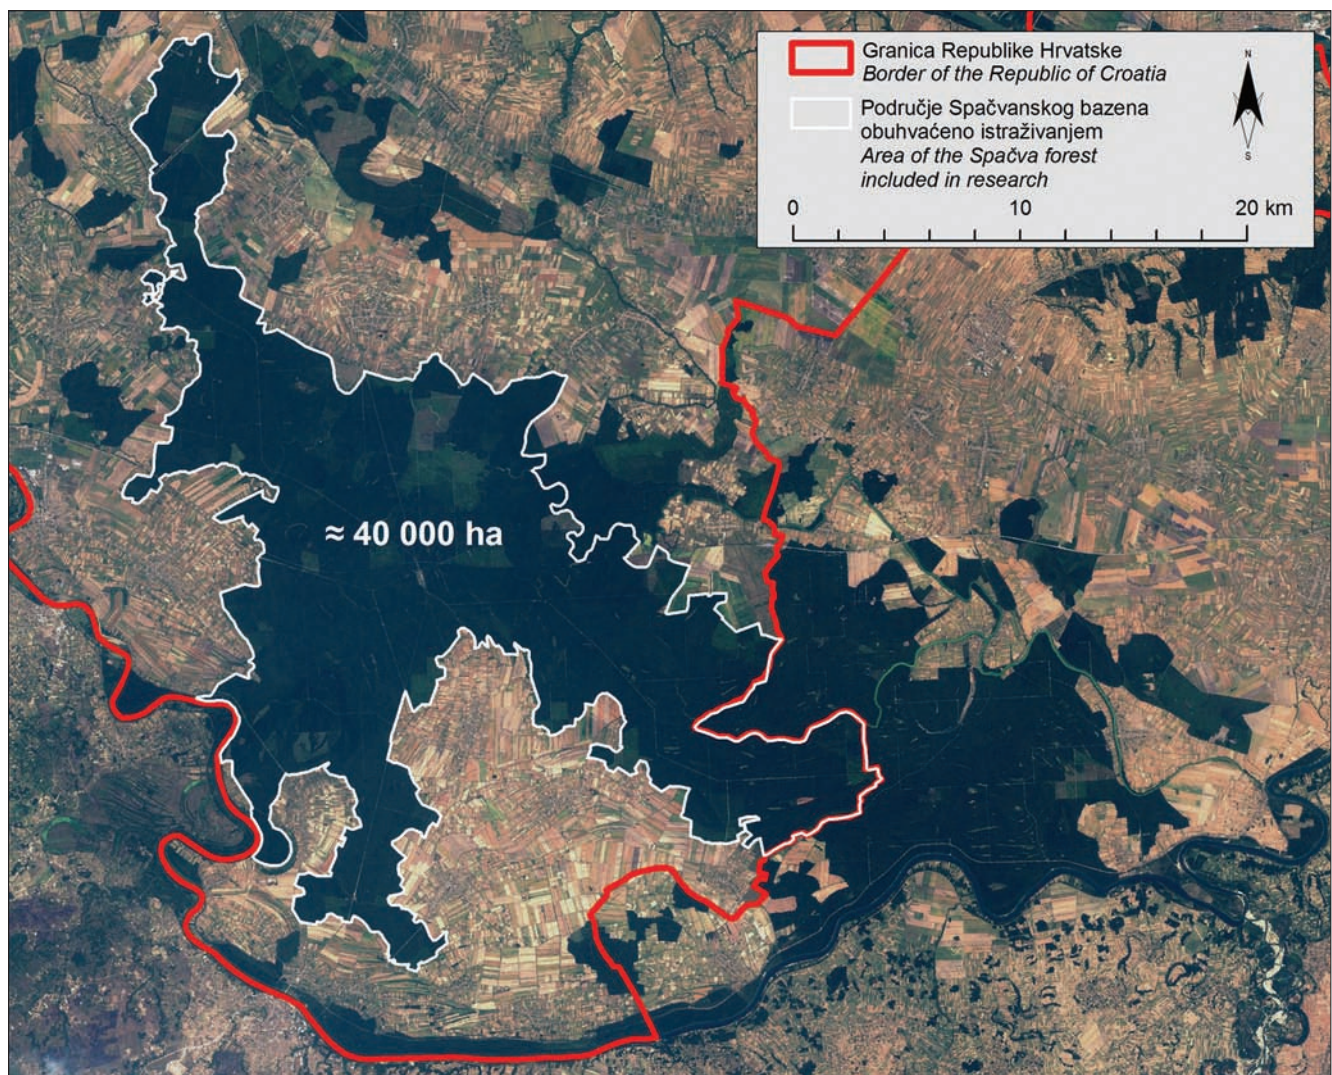 Granica Republike Hrvatske
Border of the Republic of Croatia
Područje Spačvanskog bazena
obuhvaćeno istraživanjem
Area of the Spačva forest
included in research
N
S
0 10 20 km
≈ 40 000 ha